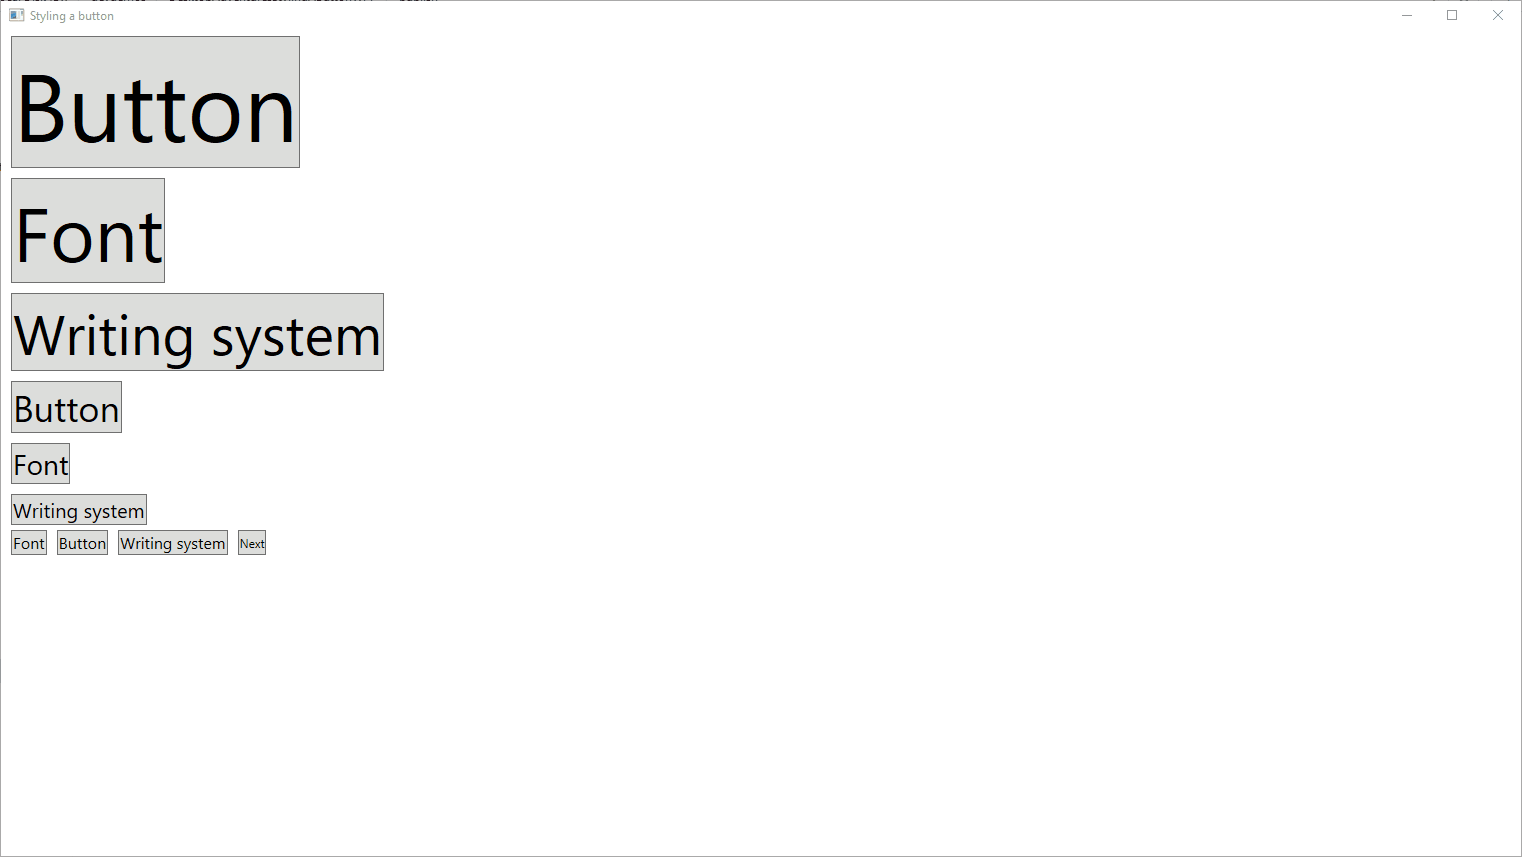 Styling a button
Button
Font
Writing system
Button
Font
Writing system
Font Button Writing system Next